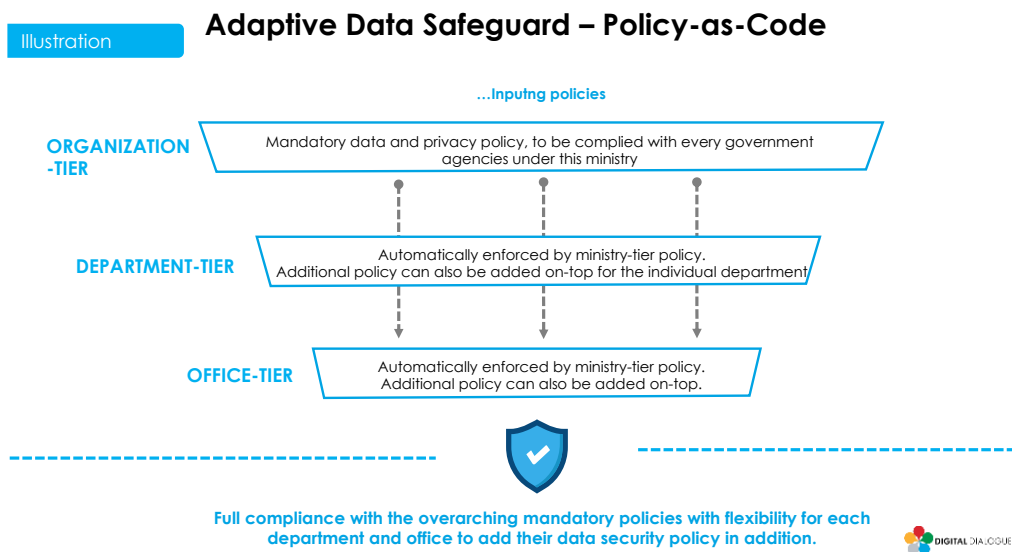 Illustration
Adaptive Data Safeguard – Policy-as-Code
…Inputng policies
ORGANIZATION
-TIER
Mandatory data and privacy policy, to be complied with every government
agencies under this ministry
DEPARTMENT-TIER
Automatically enforced by ministry-tier policy.
Additional policy can also be added on-top for the individual department
OFFICE-TIER
Automatically enforced by ministry-tier policy.
Additional policy can also be added on-top.
Full compliance with the overarching mandatory policies with flexibility for each
department and office to add their data security policy in addition.
DIGITAL DIALOGUE